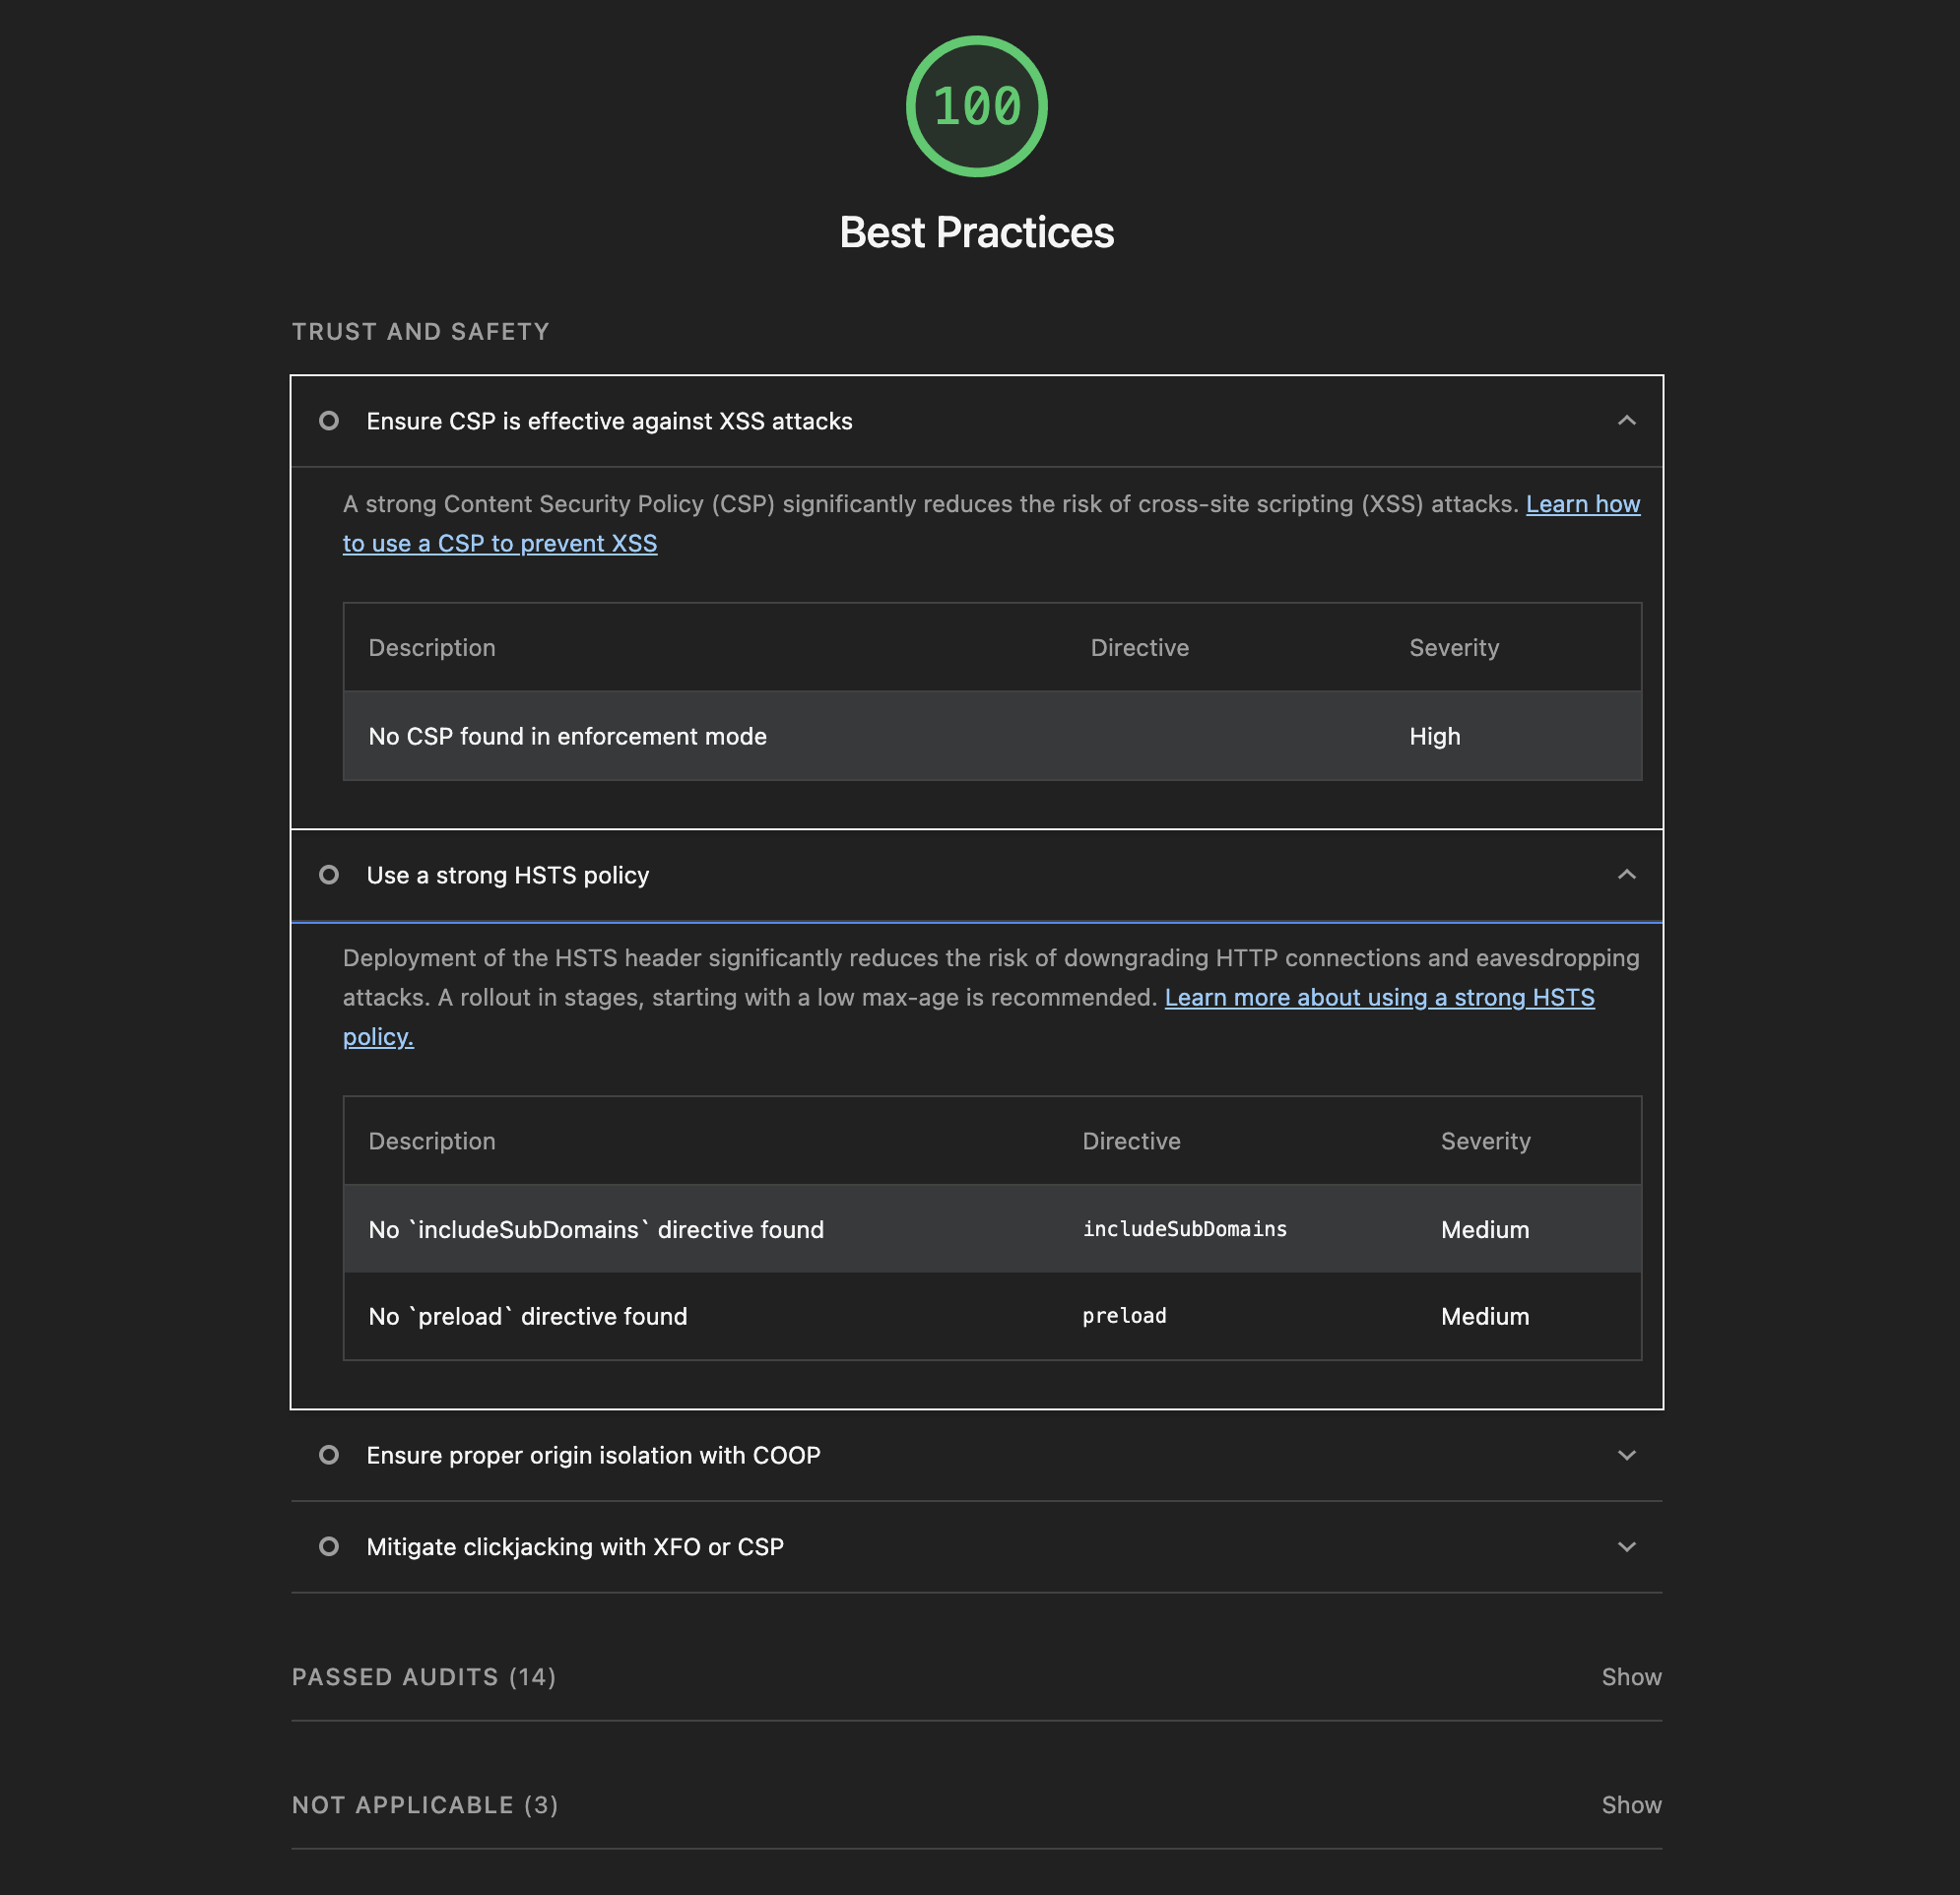 100
Best Practices
TRUST AND SAFETY
Ensure CSP is effective against XSS attacks
A strong Content Security Policy (CSP) significantly reduces the risk of cross-site scripting (XSS) attacks. Learn how
to use a CSP to prevent XSS
Description Directive Severity
No CSP found in enforcement mode High
Use a strong HSTS policy
Deployment of the HSTS header significantly reduces the risk of downgrading HTTP connections and eavesdropping
attacks. A rollout in stages, starting with a low max-age is recommended. Learn more about using a strong HSTS
policy.
Description Directive Severity
No `includeSubDomains` directive found includeSubDomains Medium
No `preload` directive found preload Medium
Ensure proper origin isolation with COOP
Mitigate clickjacking with XFO or CSP
PASSED AUDITS (14) Show
NOT APPLICABLE (3) Show